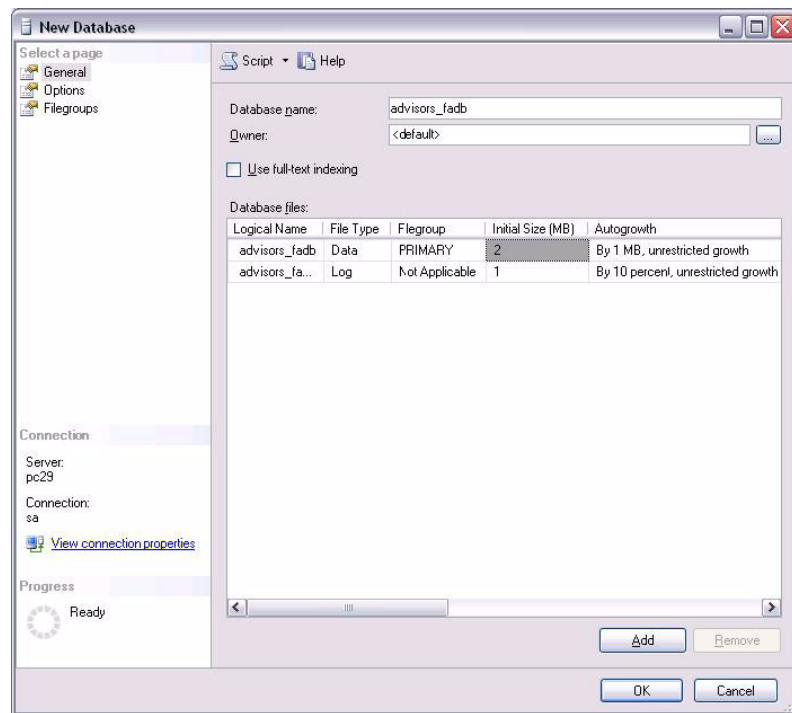 New Database
Select a page
General
Options
Filegroups
Script Help
Database name: advisors_fadb
Owner: <default> ...
Use full-text indexing
Database files:
Logical Name File Type Flegroup Initial Size (MB) Autogrowth
advisors_fadb Data PRIMARY 2 By 1 MB, unrestricted growth
advisors_fa... Log Not Applicable 1 By 10 percent, unrestricted growth
Connection
Server:
pc29
Connection:
sa
View connection properties
Progress
Ready
Add Remove
OK Cancel